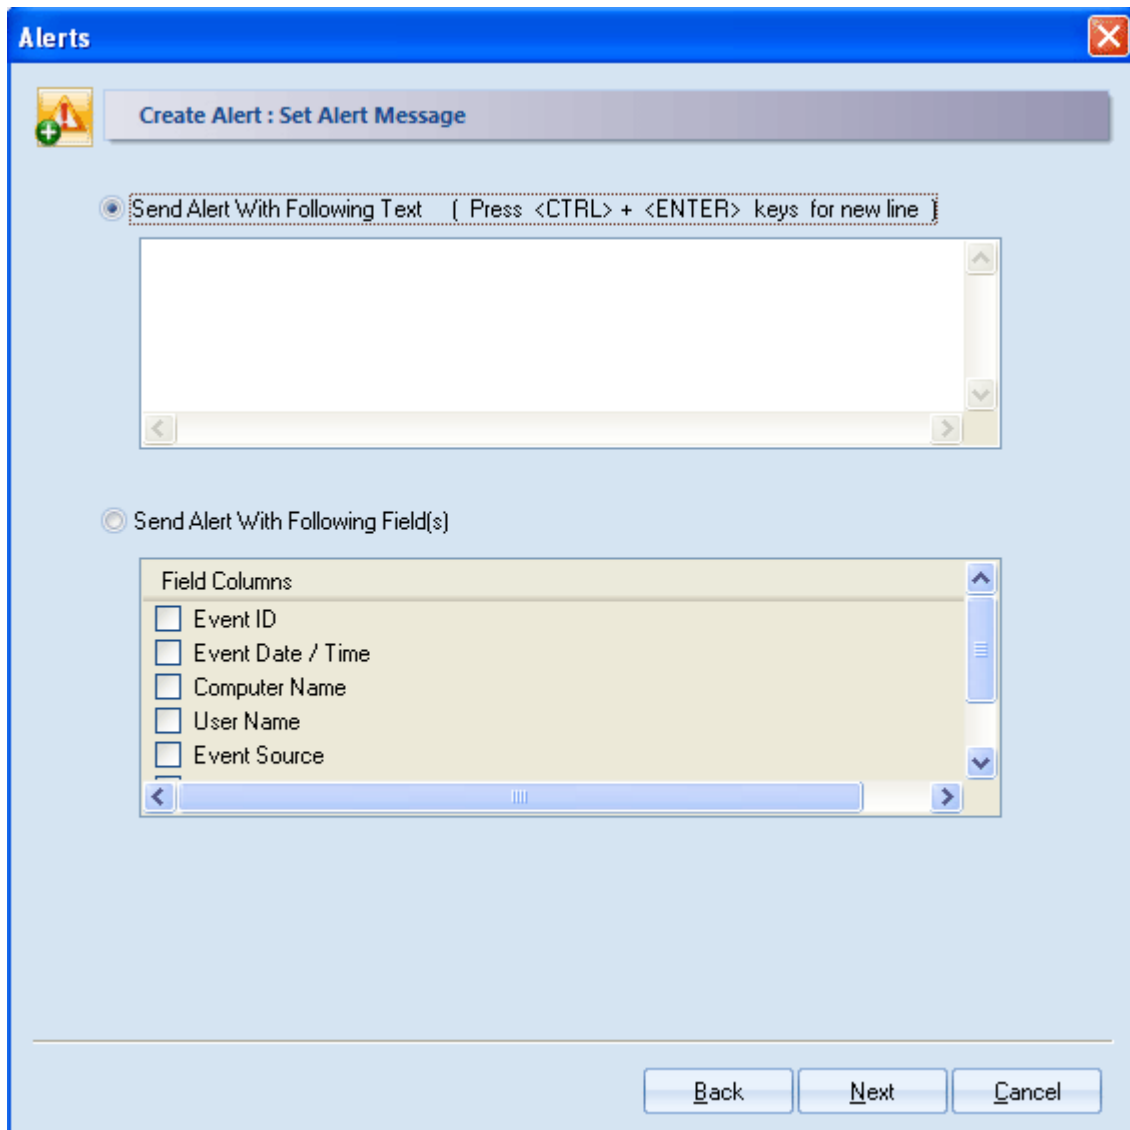 Alerts
Create Alert : Set Alert Message
Send Alert With Following Text ( Press <CTRL> + <ENTER> keys for new line )
Send Alert With Following Field(s)
Field Columns
Event ID
Event Date / Time
Computer Name
User Name
Event Source
Back Next Cancel